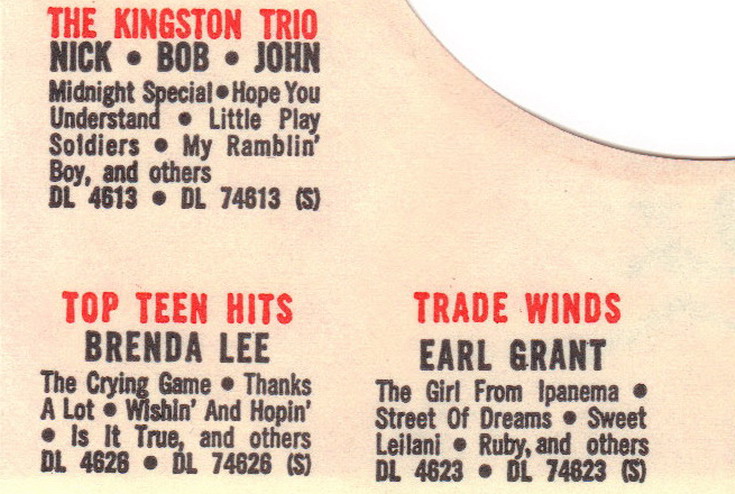 THE KINGSTON TRIO
NICK • BOB • JOHN
Midnight Special • Hope You
Understand • Little Play
Soldiers • My Ramblin'
Boy, and others
DL 4613 • DL 74613 (S)
TOP TEEN HITS
BRENDA LEE
The Crying Game • Thanks
A Lot • Wishin' And Hopin'
• Is It True, and others
DL 4626 • DL 74626 (S)
TRADE WINDS
EARL GRANT
The Girl From Ipanema •
Street Of Dreams • Sweet
Leilani • Ruby, and others
DL 4623 • DL 74623 (S)